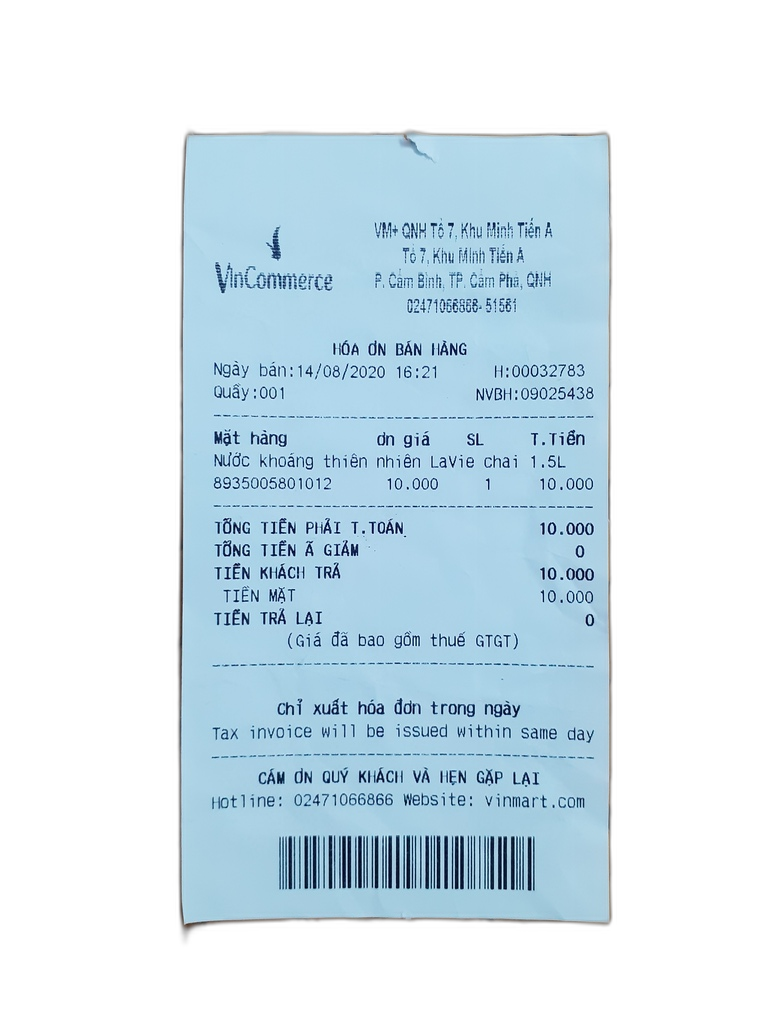 VinCommerce
VM+ QNH Tổ 7, Khu Minh Tiến A
Tổ 7, Khu Minh Tiến A
P. Cẩm Bình, TP. Cẩm Phả, QNH
02471066866-51561
HÓA ƠN BÁN HÀNG
Ngày bán:14/08/2020 16:21 H:00032783
Quầy:001 NVBH:09025438
Mặt hàng ơn giá SL T.Tiền
Nước khoáng thiên nhiên LaVie chai 1.5L
8935005801012 10.000 1 10.000
TỔNG TIỀN PHẢI T.TOÁN 10.000
TỔNG TIỀN Ã GIẢM 0
TIỀN KHÁCH TRẢ 10.000
TIỀN MẶT 10.000
TIỀN TRẢ LẠI 0
(Giá đã bao gồm thuế GTGT)
Chỉ xuất hóa đơn trong ngày
Tax invoice will be issued within same day
CÁM ƠN QUÝ KHÁCH VÀ HẸN GẶP LẠI
Hotline: 02471066866 Website: vinmart.com